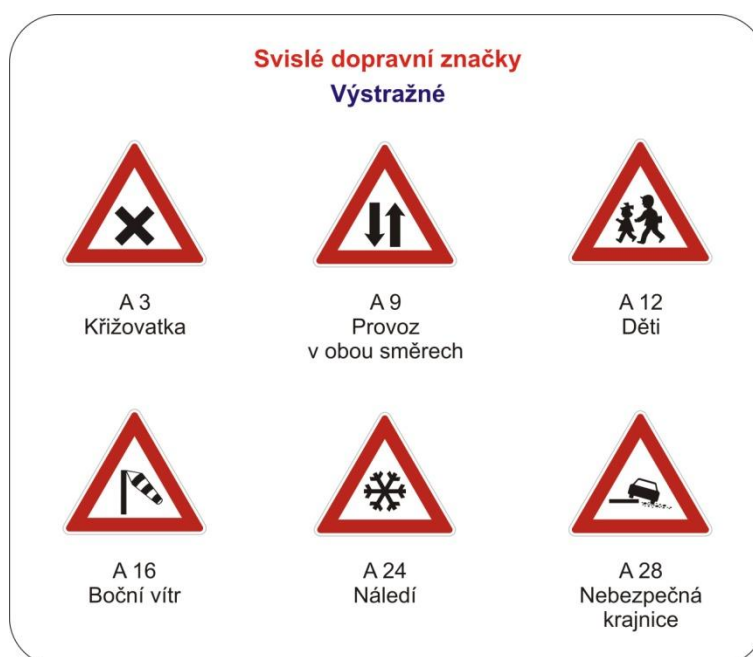 Svislé dopravní značky
Výstražné
A 3
Křižovatka
A 9
Provoz
v obou směrech
A 12
Děti
A 16
Boční vítr
A 24
Náledí
A 28
Nebezpečná
krajnice